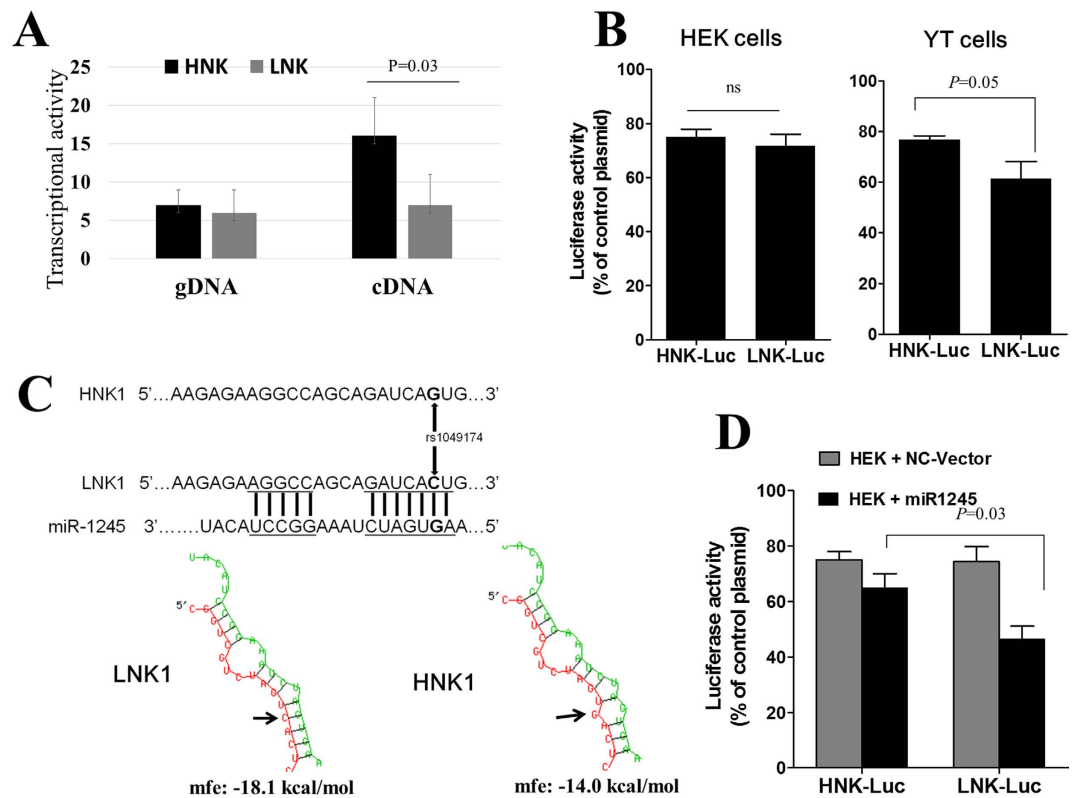 A
Transcriptional activity
25
20
15
10
5
0
HNK LNK
P=0.03
gDNA cDNA
B
HEK cells
YT cells
Luciferase activity
(% of control plasmid)
100
80
60
40
20
0
ns
HNK-Luc LNK-Luc
100
80
60
40
20
0
P=0.05
HNK-Luc LNK-Luc
C
HNK1 5’…AAGAGAAGGCCAGCAGAUCAGUG…3’
rs1049174
LNK1 5’…AAGAGAAGGCCAGCAGAUCACUG…3’
miR-1245 3’…….UACAUCCGGAAAUCUAGUGAA…5’
5'
5'
LNK1
HNK1
mfe: -18.1 kcal/mol
mfe: -14.0 kcal/mol
D
HEK + NC-Vector
HEK + miR1245
P=0.03
Luciferase activity
(% of control plasmid)
100
80
60
40
20
0
HNK-Luc LNK-Luc